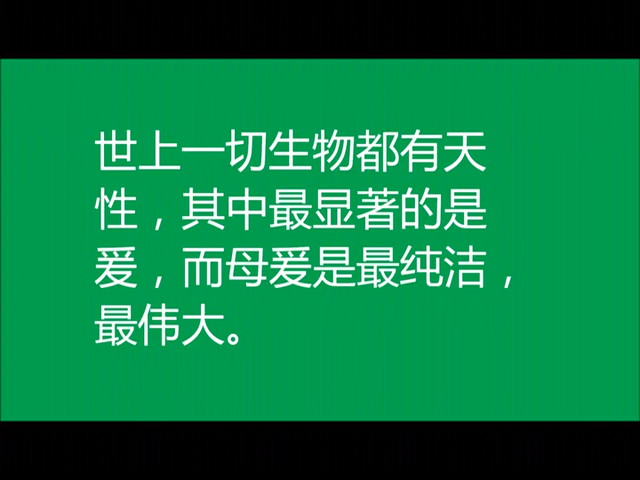 世上一切生物都有天
性，其中最显著的是
爱，而母爱是最纯洁，
最伟大。